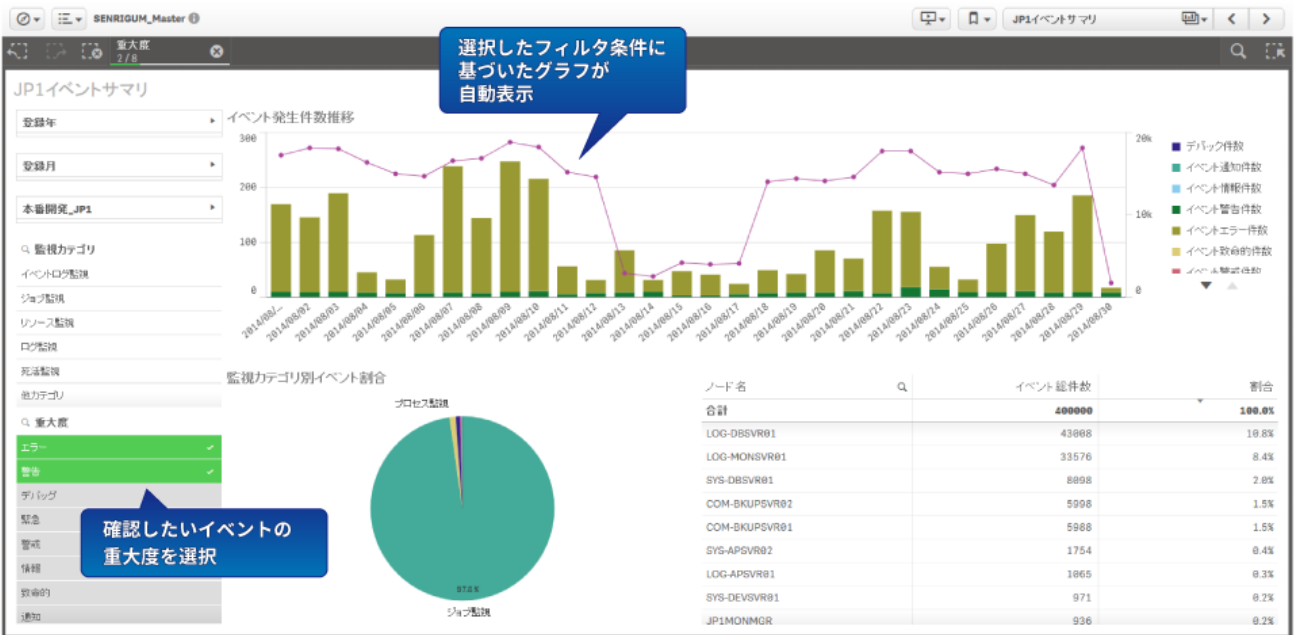 SENRIGUM_Master
JP1イベントサマリ
重大度
2/8
選択したフィルタ条件に
基づいたグラフが
自動表示
JP1イベントサマリ
登録年
登録月
本番開発_JP1
監視カテゴリ
イベントログ監視
ジョブ監視
リソース監視
ログ監視
死活監視
他カテゴリ
重大度
エラー
警告
デバッグ
緊急
警戒
情報
致命的
通知
確認したいイベントの
重大度を選択
イベント発生件数推移
300
200
100
0
20k
10k
0
2014/08/…
2014/08/02
2014/08/03
2014/08/04
2014/08/05
2014/08/06
2014/08/07
2014/08/08
2014/08/09
2014/08/10
2014/08/11
2014/08/12
2014/08/13
2014/08/14
2014/08/15
2014/08/16
2014/08/17
2014/08/18
2014/08/19
2014/08/20
2014/08/21
2014/08/22
2014/08/23
2014/08/24
2014/08/25
2014/08/26
2014/08/27
2014/08/28
2014/08/29
2014/08/30
デバック件数
イベント通知件数
イベント情報件数
イベント警告件数
イベントエラー件数
イベント致命的件数
イベント警戒件数
監視カテゴリ別イベント割合
プロセス監視
ジョブ監視
ノード名 イベント総件数 割合
合計 400000 100.0%
LOG-DBSVR01 43008 10.8%
LOG-MONSVR01 33576 8.4%
SYS-DBSVR01 8098 2.0%
COM-BKUPSVR02 5998 1.5%
COM-BKUPSVR01 5988 1.5%
SYS-APSVR02 1754 0.4%
LOG-APSVR01 1065 0.3%
SYS-DEVSVR01 971 0.2%
JP1MONMGR 936 0.2%